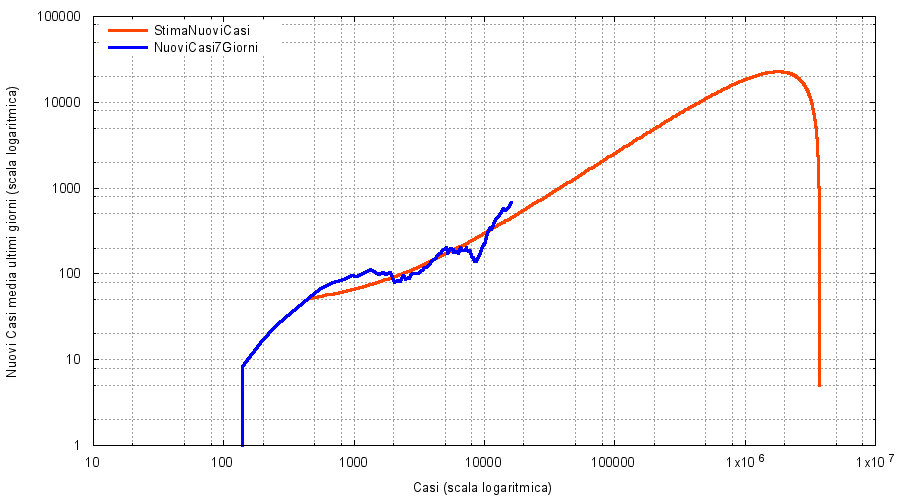 100000
10000
1000
100
10
1
StimaNuoviCasi
NuoviCasi7Giorni
Nuovi Casi media ultimi giorni (scala logaritmica)
10 100 1000 10000 100000 1x10 6 1x10 7
Casi (scala logaritmica)